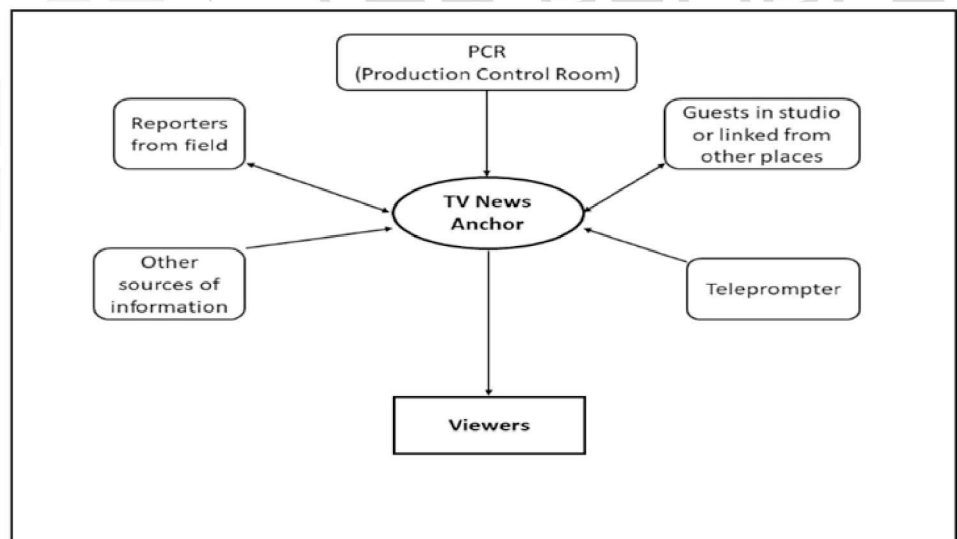 PCR
(Production Control Room)
Reporters
from field
Guests in studio
or linked from
other places
TV News
Anchor
Other
sources of
information
Teleprompter
Viewers